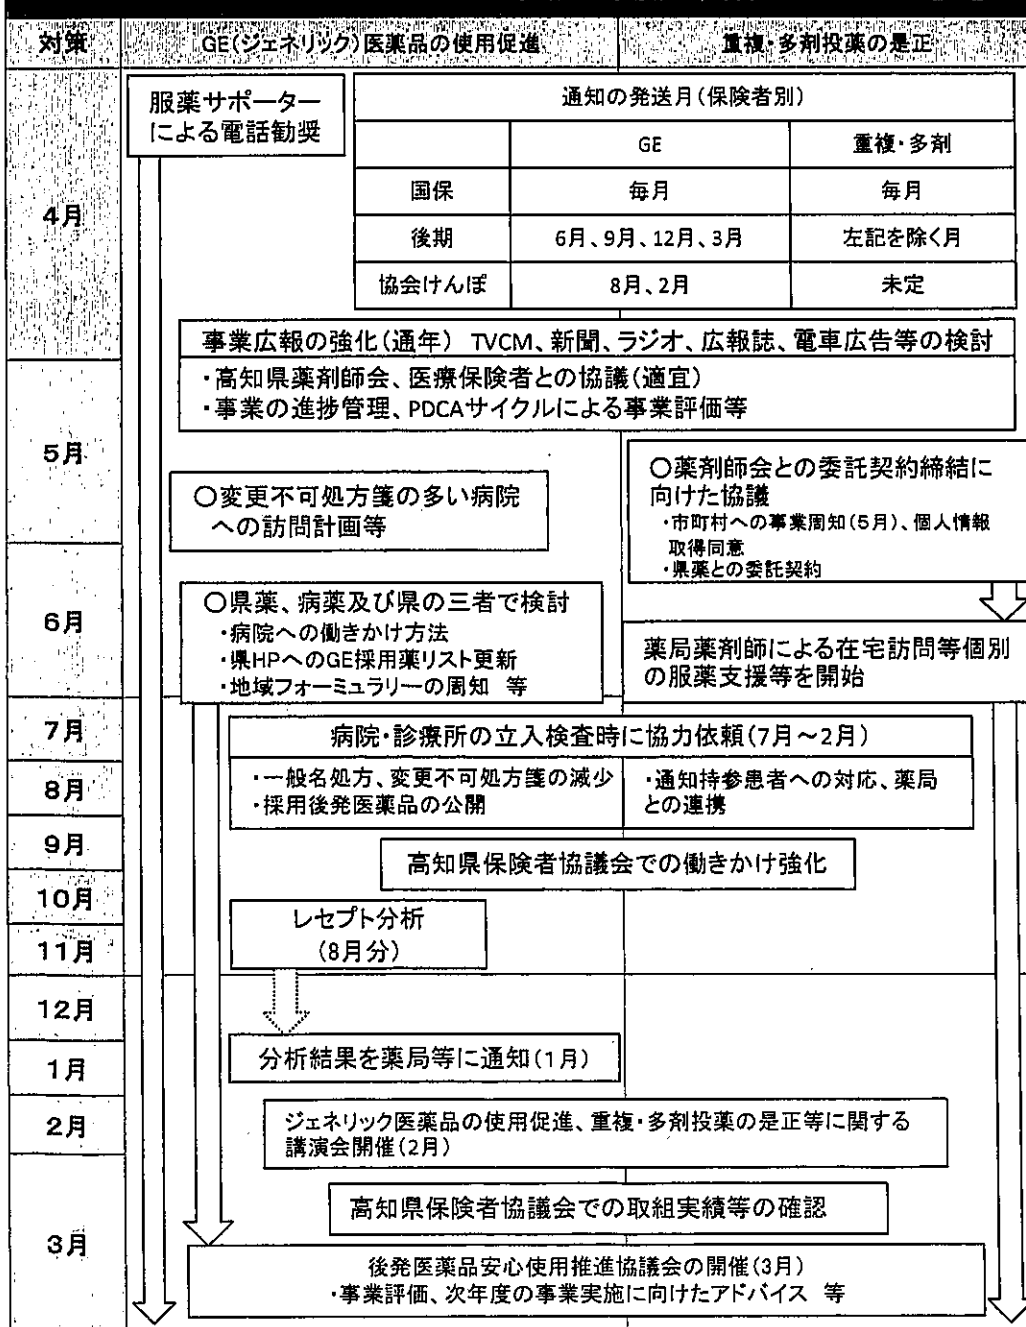 対策
GE(ジェネリック)医薬品の使用促進
重複・多剤投薬の是正
4月
服薬サポーター
による電話勧奨
通知の発送月(保険者別)
GE 重複・多剤
国保 毎月 毎月
後期 6月、9月、12月、3月 左記を除く月
協会けんぽ 8月、2月 未定
事業広報の強化(通年) TVCM、新聞、ラジオ、広報誌、電車広告等の検討
・高知県薬剤師会、医療保険者との協議(適宜)
・事業の進捗管理、PDCAサイクルによる事業評価等
5月
〇変更不可処方箋の多い病院
への訪問計画等
〇薬剤師会との委託契約締結に
向けた協議
・市町村への事業周知(5月)、個人情報
取得同意
・県薬との委託契約
6月
〇県薬、病薬及び県の三者で検討
・病院への働きかけ方法
・県HPへのGE採用薬リスト更新
・地域フォーミュラリーの周知 等
薬局薬剤師による在宅訪問等個別
の服薬支援等を開始
7月
病院・診療所の立入検査時に協力依頼(7月~2月)
8月
・一般名処方、変更不可処方箋の減少
・採用後発医薬品の公開
・通知持参患者への対応、薬局
との連携
9月
高知県保険者協議会での働きかけ強化
10月
レセプト分析
(8月分)
11月
12月
1月
分析結果を薬局等に通知(1月)
2月
ジェネリック医薬品の使用促進、重複・多剤投薬の是正等に関する
講演会開催(2月)
3月
高知県保険者協議会での取組実績等の確認
後発医薬品安心使用推進協議会の開催(3月)
・事業評価、次年度の事業実施に向けたアドバイス 等